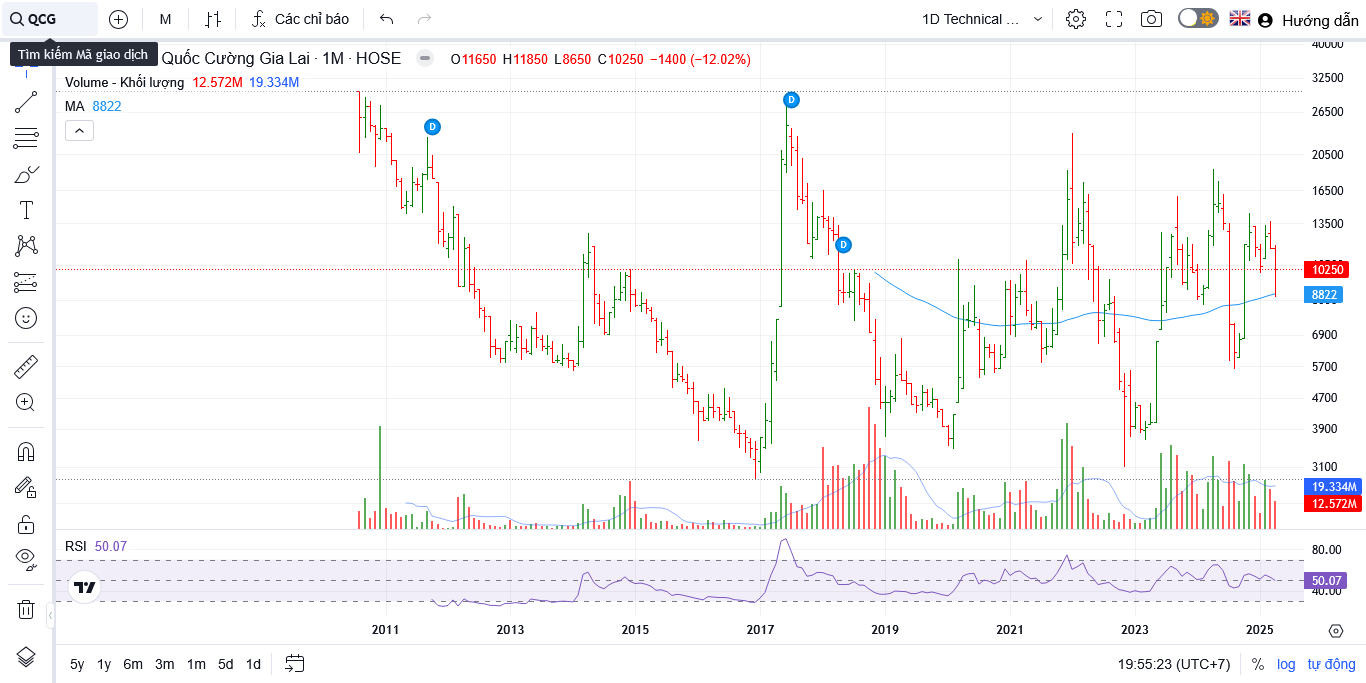 QCG
M
Các chỉ báo
1D Technical ...
Hướng dẫn
Tìm kiếm Mã giao dịch
Quốc Cường Gia Lai · 1M · HOSE
O11650 H11850 L8650 C10250 −1400 (−12.02%)
Volume - Khối lượng 12.572M 19.334M
MA 8822
D
D
D
40000
32500
26500
20500
16500
13500
10250
8822
6900
5700
4700
3900
3100
19.334M
12.572M
RSI 50.07
80.00
50.07
40.00
2011 2013 2015 2017 2019 2021 2023 2025
5y 1y 6m 3m 1m 5d 1d
19:55:23 (UTC+7) % log tự động